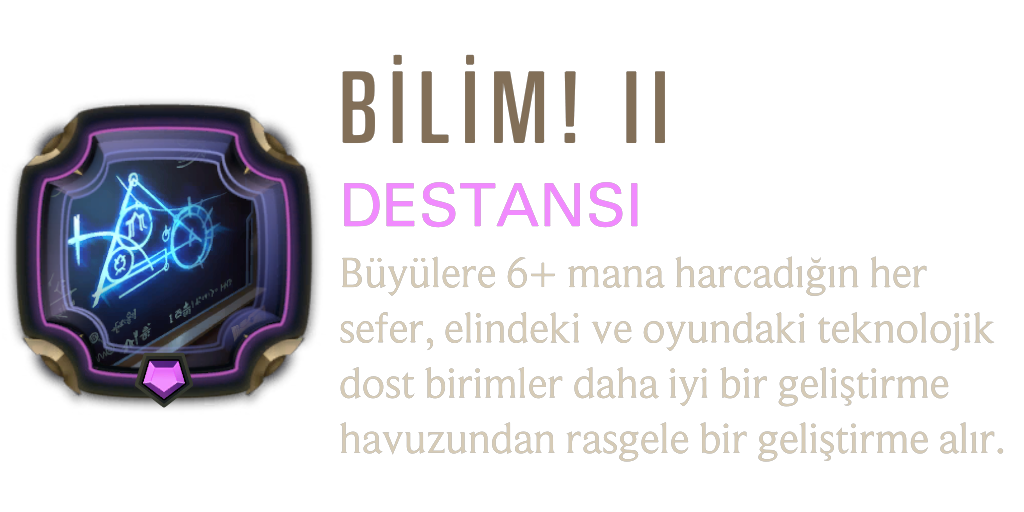 BİLİM! II
DESTANSI
Büyülere 6+ mana harcadığın her
sefer, elindeki ve oyundaki teknolojik
dost birimler daha iyi bir geliştirme
havuzundan rasgele bir geliştirme alır.